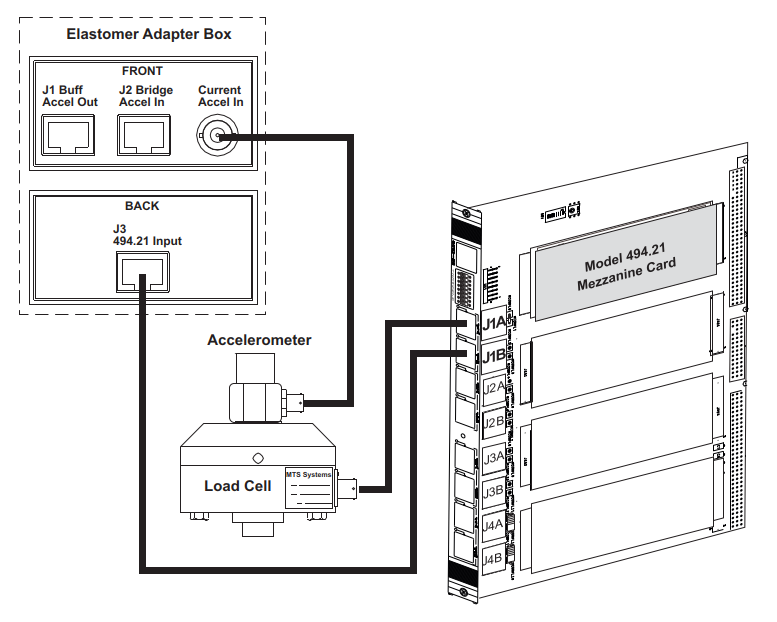 Elastomer Adapter Box
FRONT
J1 Buff
Accel Out
J2 Bridge
Accel In
Current
Accel In
BACK
J3
494.21 Input
Accelerometer
MTS Systems
Load Cell
Model 494.21
Mezzanine Card
J1A
J1B
J2A
J2B
J3A
J3B
J4A
J4B